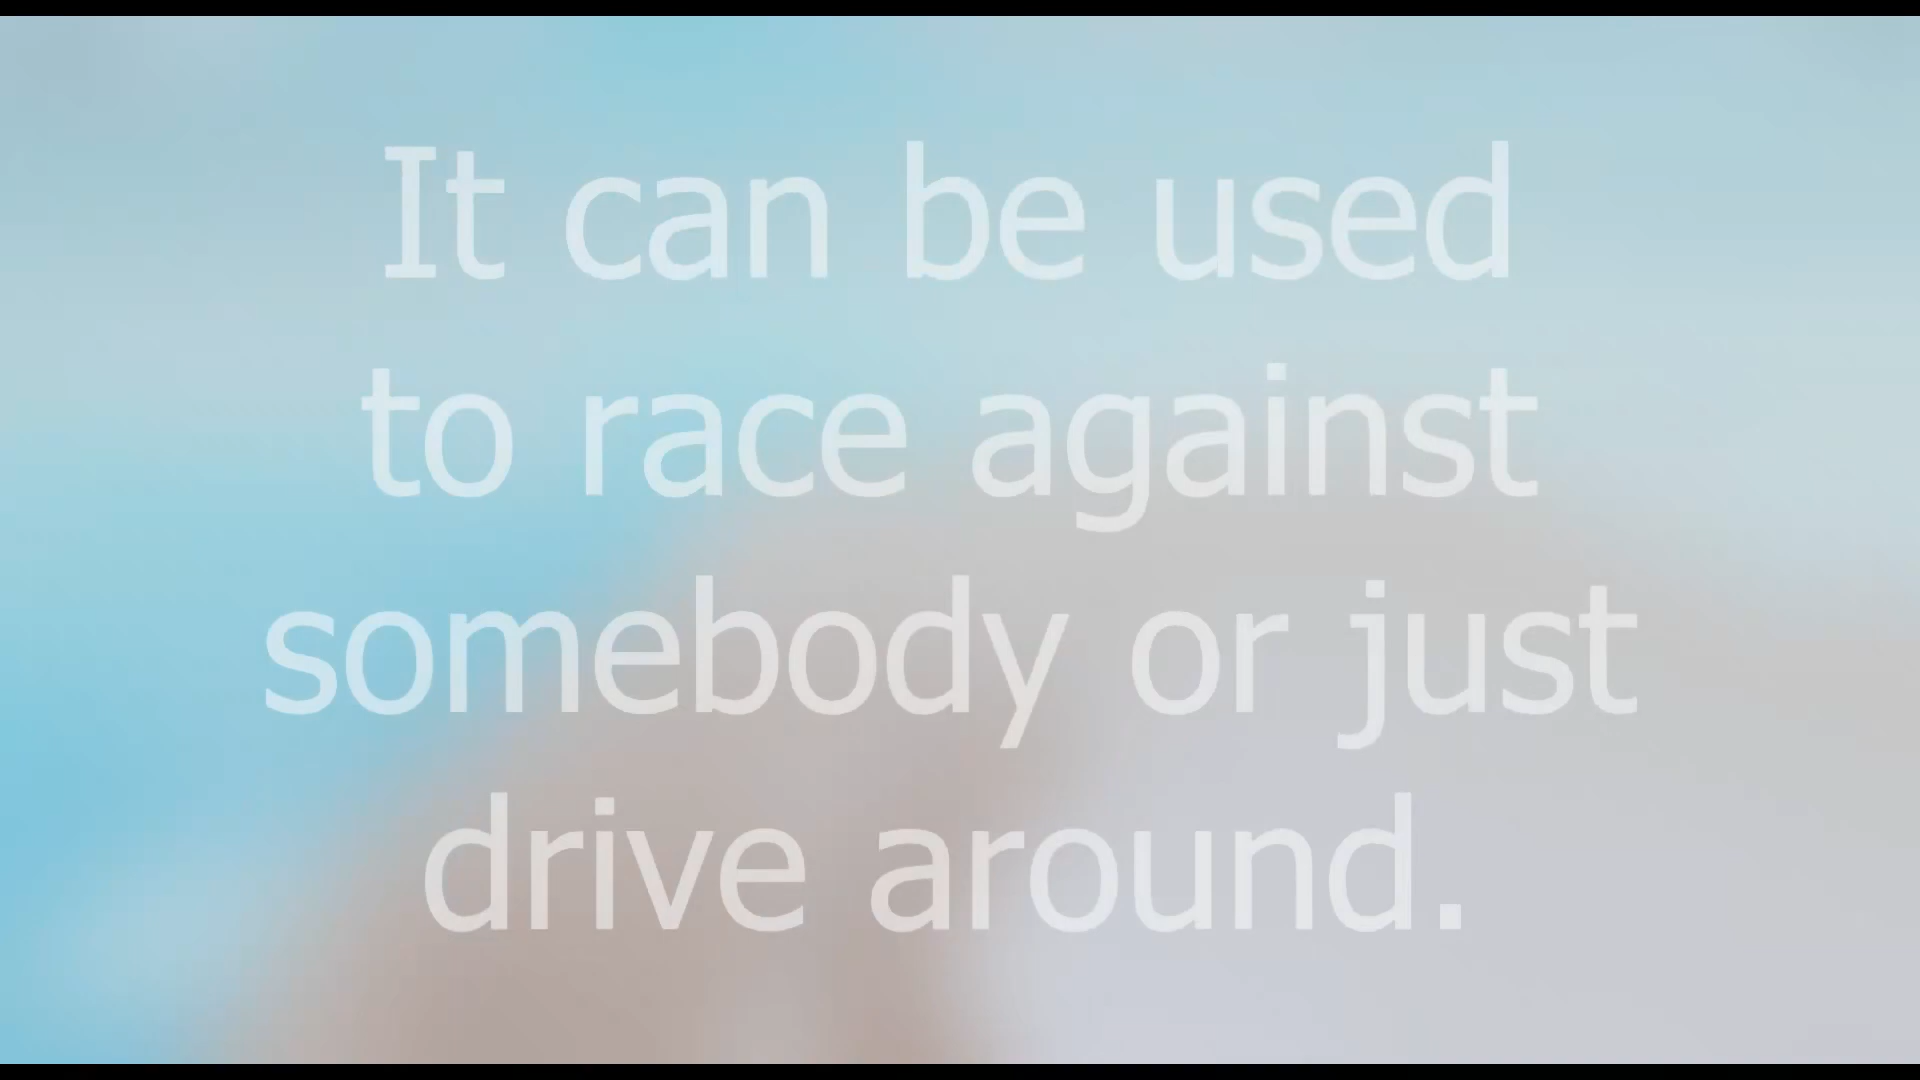 It can be used
to race against
somebody or just
drive around.